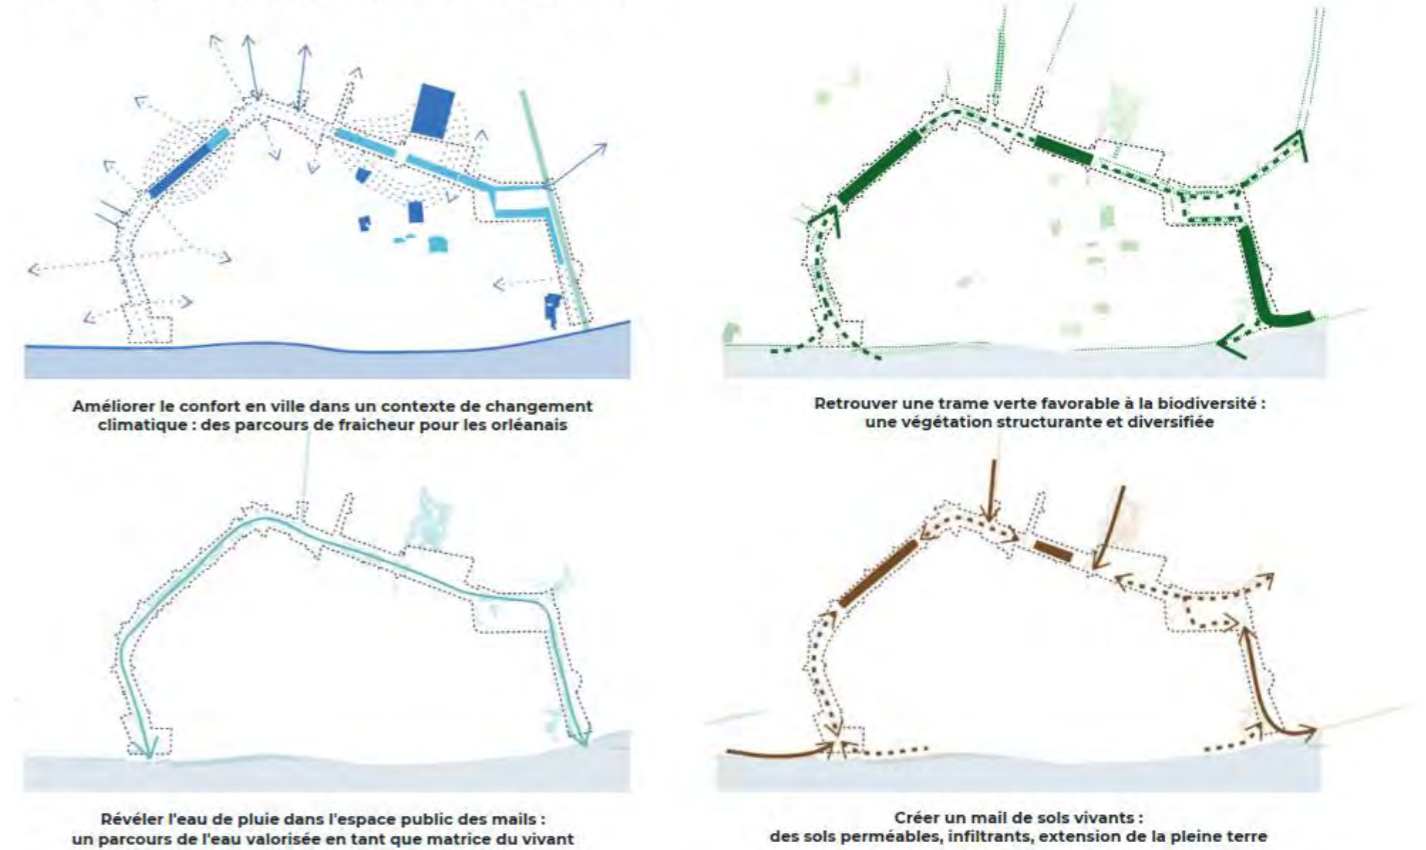 Améliorer le confort en ville dans un contexte de changement
climatique : des parcours de fraicheur pour les orléanais
Retrouver une trame verte favorable à la biodiversité :
une végétation structurante et diversifiée
Révéler l'eau de pluie dans l'espace public des mails :
un parcours de l'eau valorisée en tant que matrice du vivant
Créer un mail de sols vivants :
des sols perméables, infiltrants, extension de la pleine terre